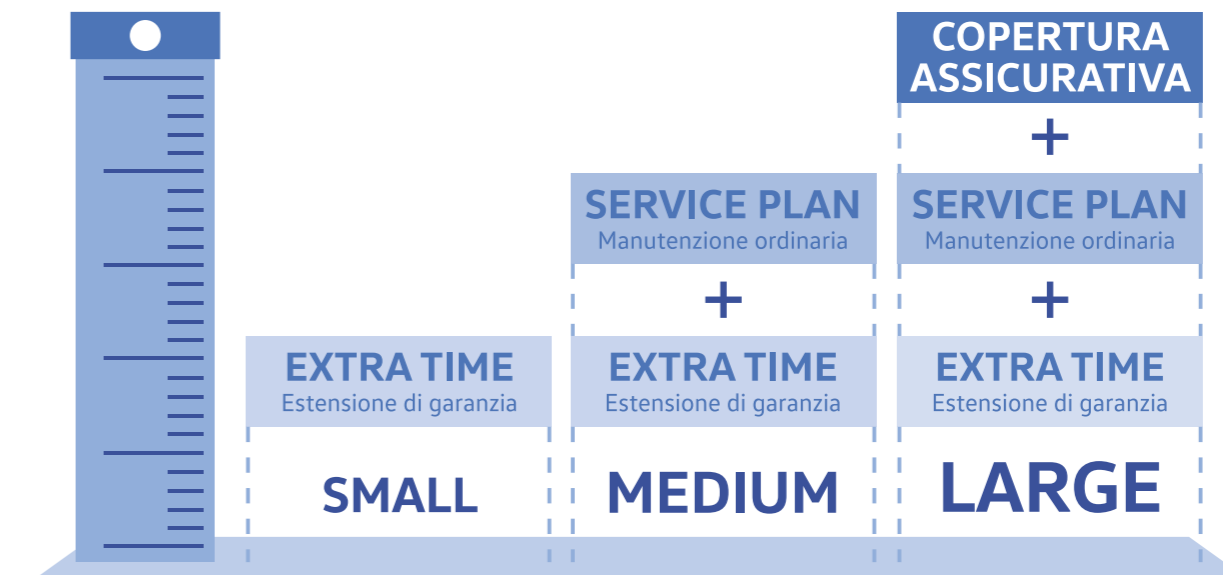 COPERTURA
ASSICURATIVA
+
SERVICE PLAN
Manutenzione ordinaria
SERVICE PLAN
Manutenzione ordinaria
+
+
EXTRA TIME
Estensione di garanzia
EXTRA TIME
Estensione di garanzia
EXTRA TIME
Estensione di garanzia
SMALL
MEDIUM
LARGE